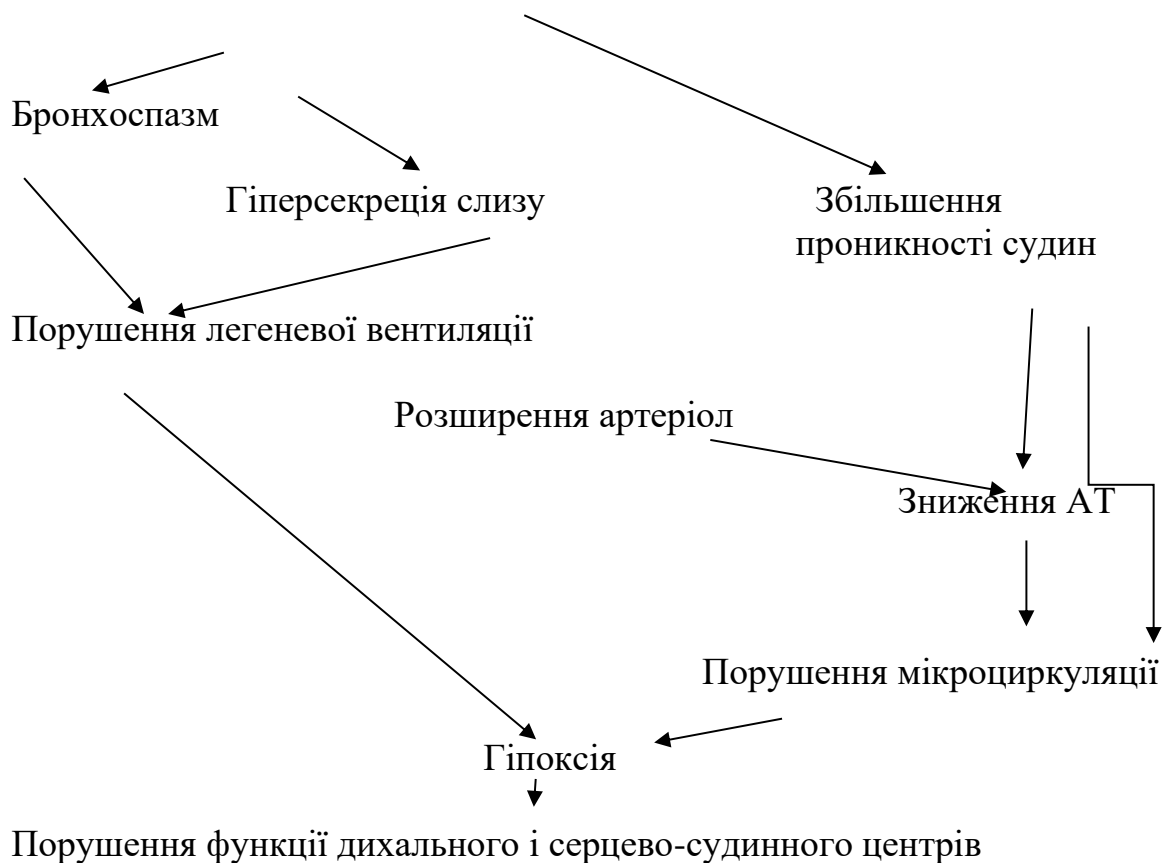 Бронхоспазм
Гіперсекреція слизу
Збільшення
проникності судин
Порушення легеневої вентиляції
Розширення артеріол
Зниження АТ
Порушення мікроциркуляції
Гіпоксія
Порушення функції дихального і серцево-судинного центрів